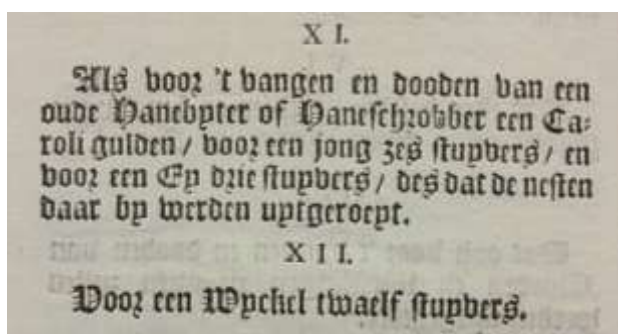 X I.
Als voor 't vangen en dooden van een
oude Hanebyter of Haneschrobber een Ca-
roli gulden / voor een jong zes stuyvers / en
voor een Ey drie stuyvers / des dat de nesten
daar by werden uytgeroept.
X I I.
Voor een Wyckel twaelf stuyvers.